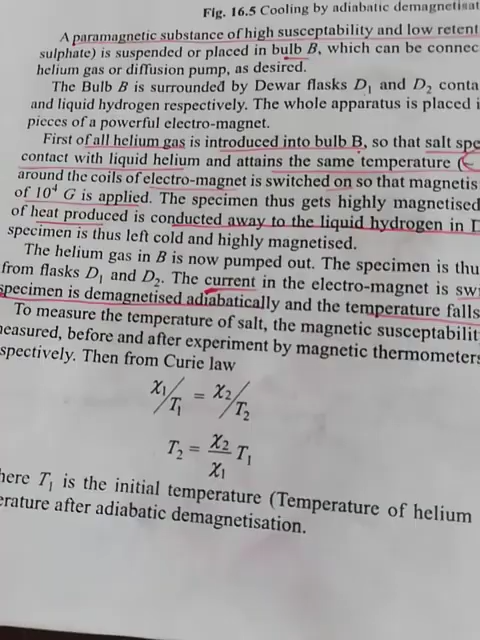 Fig. 16.5 Cooling by adiabatic demagnetisat
A paramagnetic substance of high susceptability and low retent
sulphate) is suspended or placed in bulb B, which can be connec
helium gas or diffusion pump, as desired.
The Bulb B is surrounded by Dewar flasks D₁ and D₂ conta
and liquid hydrogen respectively. The whole apparatus is placed i
pieces of a powerful electro-magnet.
First of all helium gas is introduced into bulb B, so that salt spe
contact with liquid helium and attains the same temperature (
around the coils of electro-magnet is switched on so that magnetis
of 10⁴ G is applied. The specimen thus gets highly magnetised
of heat produced is conducted away to the liquid hydrogen in D
specimen is thus left cold and highly magnetised.
The helium gas in B is now pumped out. The specimen is thu
from flasks D₁ and D₂. The current in the electro-magnet is swi
specimen is demagnetised adiabatically and the temperature falls
To measure the temperature of salt, the magnetic susceptabilit
neasured, before and after experiment by magnetic thermometers
spectively. Then from Curie law
χ₁/T₁ = χ₂/T₂
T₂ = χ₂/χ₁ T₁
here T₁ is the initial temperature (Temperature of helium
erature after adiabatic demagnetisation.